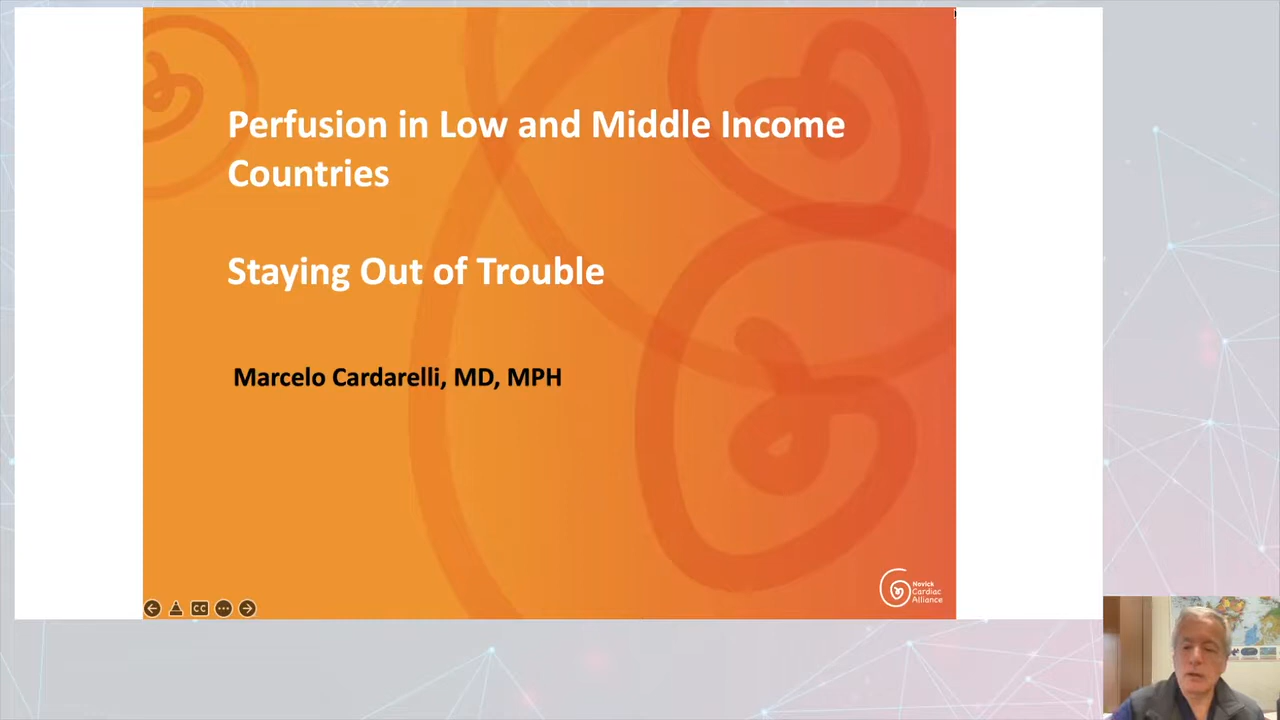 Perfusion in Low and Middle Income
Countries
Staying Out of Trouble
Marcelo Cardarelli, MD, MPH
Novick
Cardiac
Alliance
CC